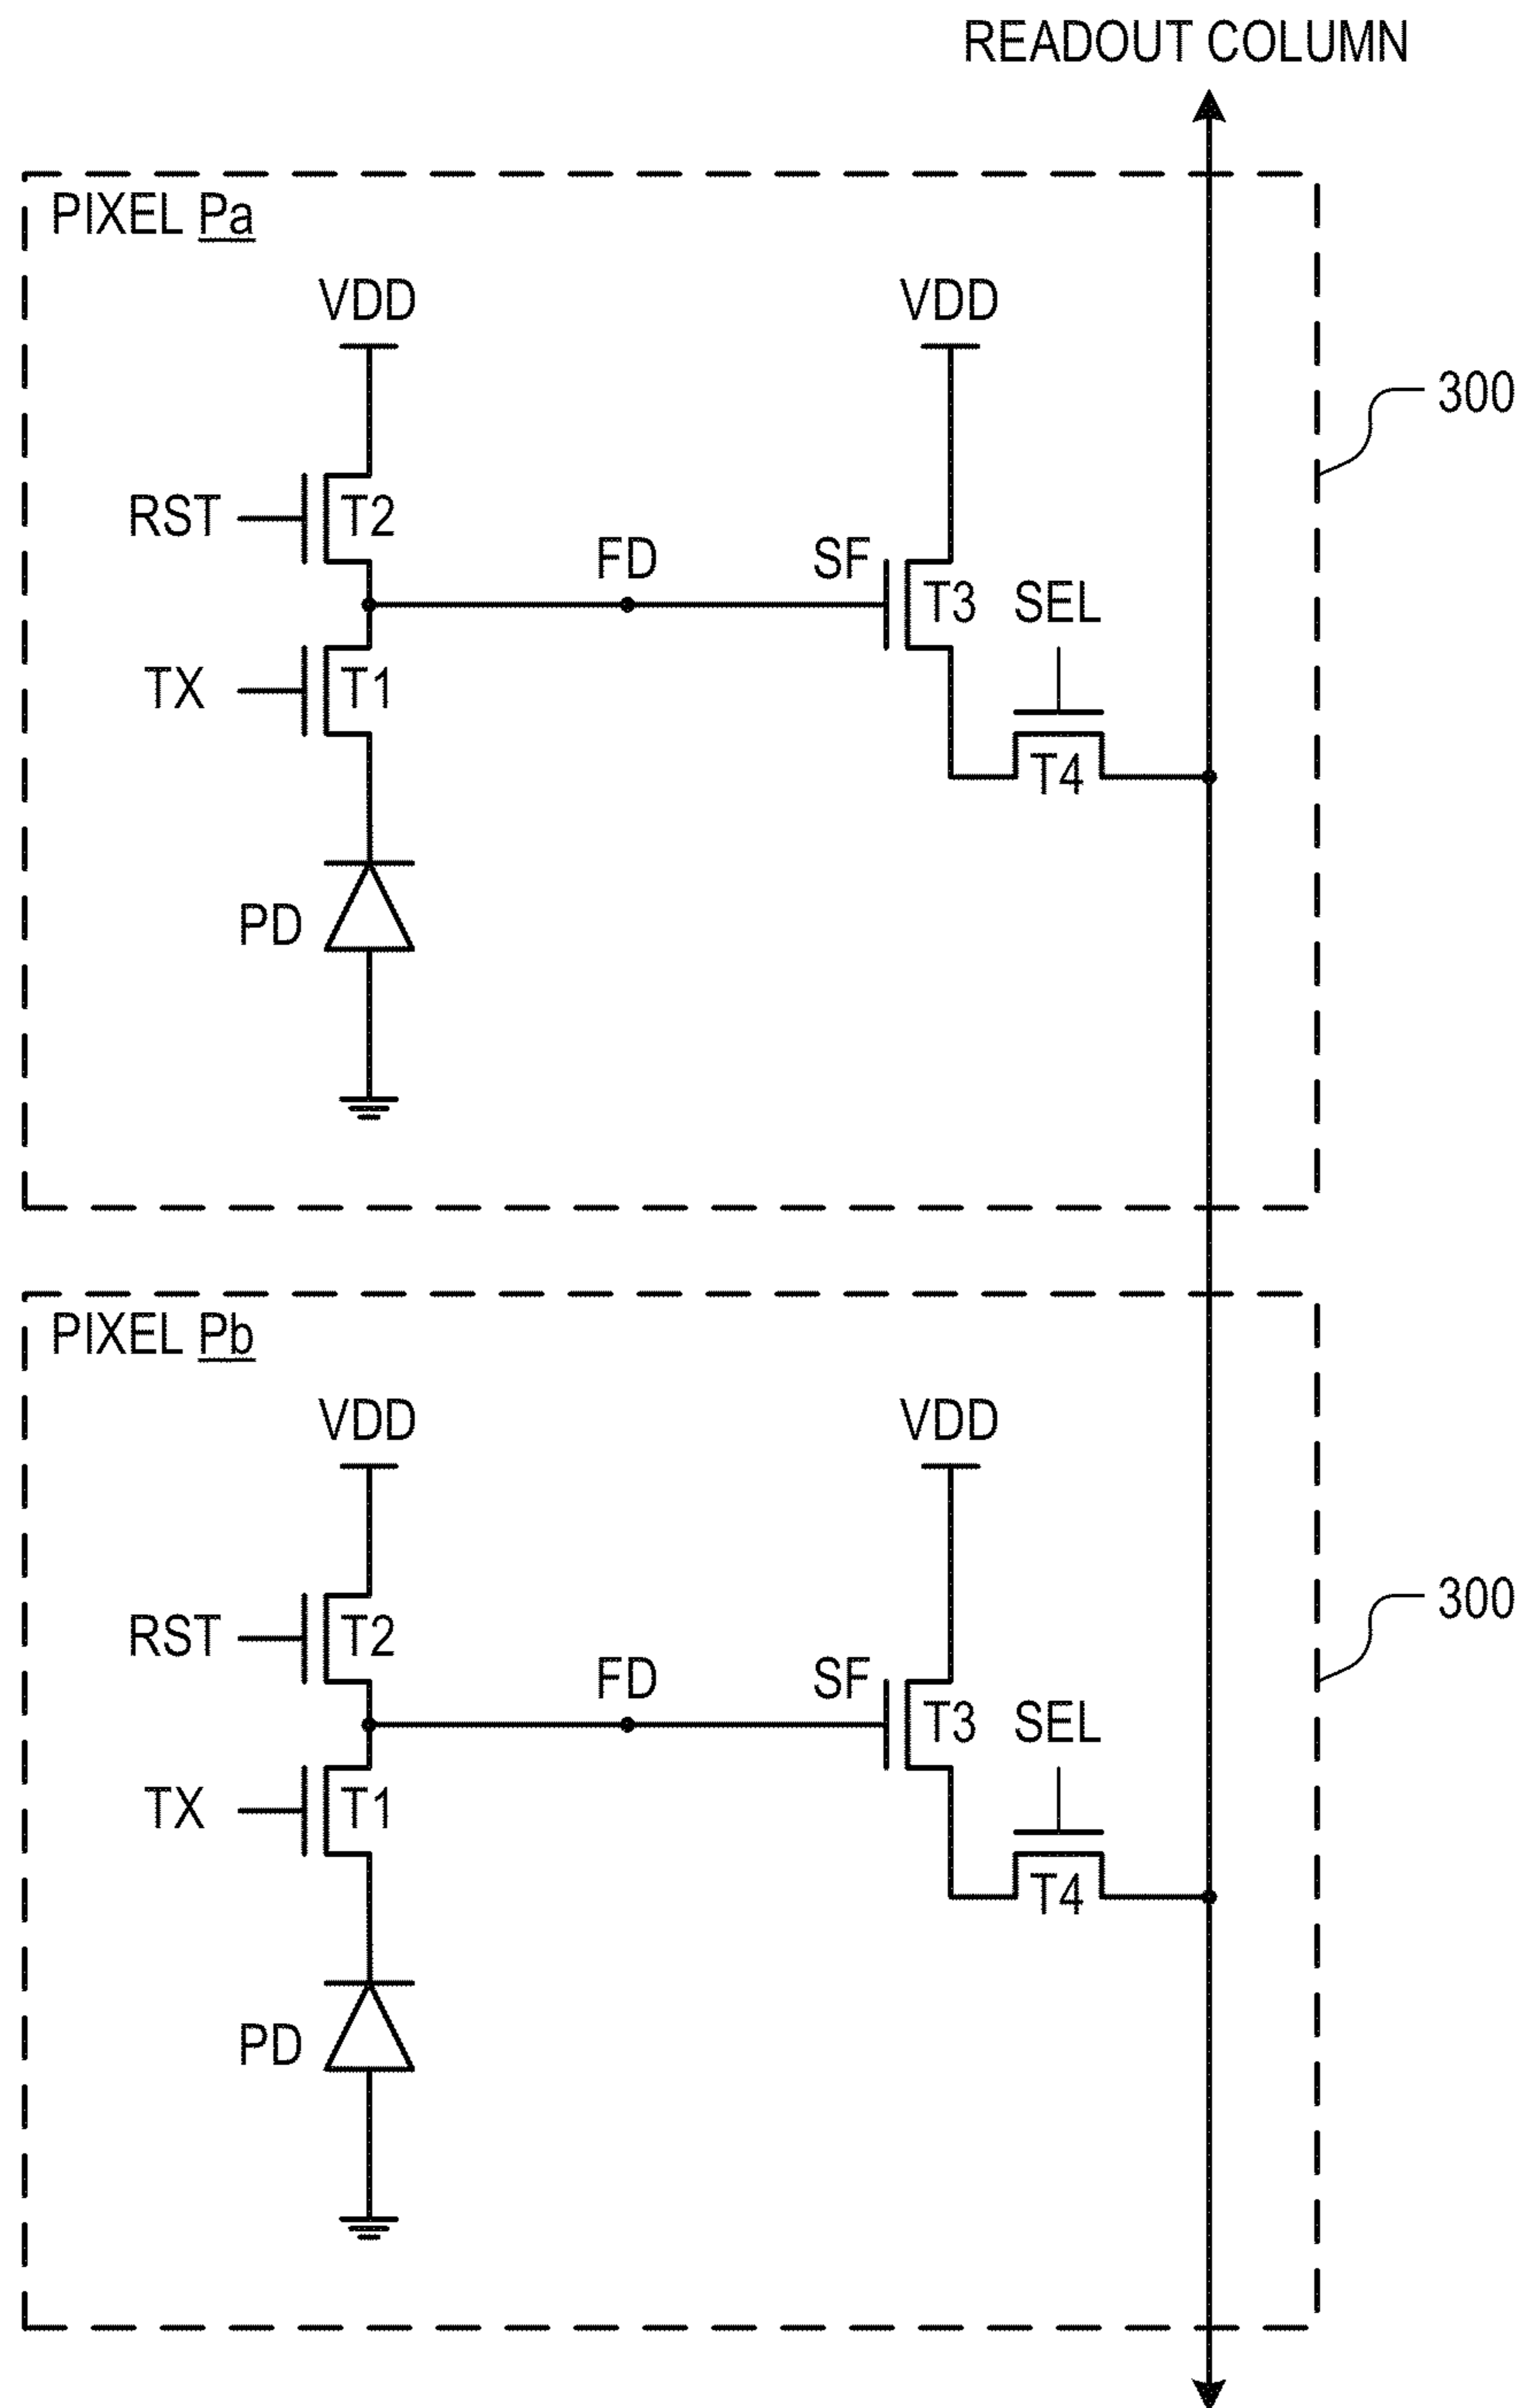 READOUT COLUMN
PIXEL Pa
VDD
VDD
300
RST
T2
FD
SF
T3
SEL
TX
T1
T4
PD
PIXEL Pb
VDD
VDD
300
RST
T2
FD
SF
T3
SEL
TX
T1
T4
PD